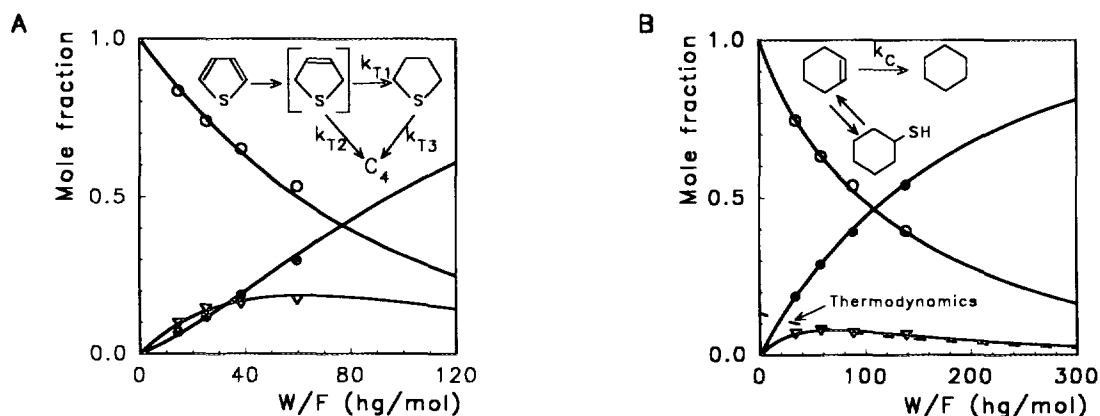 A
Mole fraction
1.0
0.5
0.0
S
S
S
k_T1
k_T2
k_T3
C_4
0
40
80
120
W/F (hg/mol)
B
Mole fraction
1.0
0.5
0.0
k_C
SH
Thermodynamics
0
100
200
300
W/F (hg/mol)